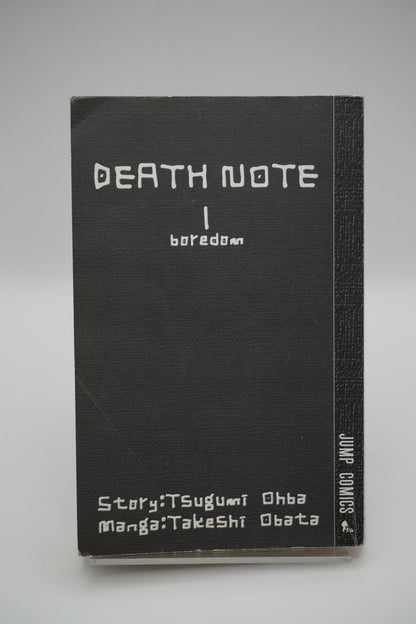 DEATH NOTE
1
boredom
Story:Tsugumi Ohba
Manga:Takeshi Obata
JUMP COMICS